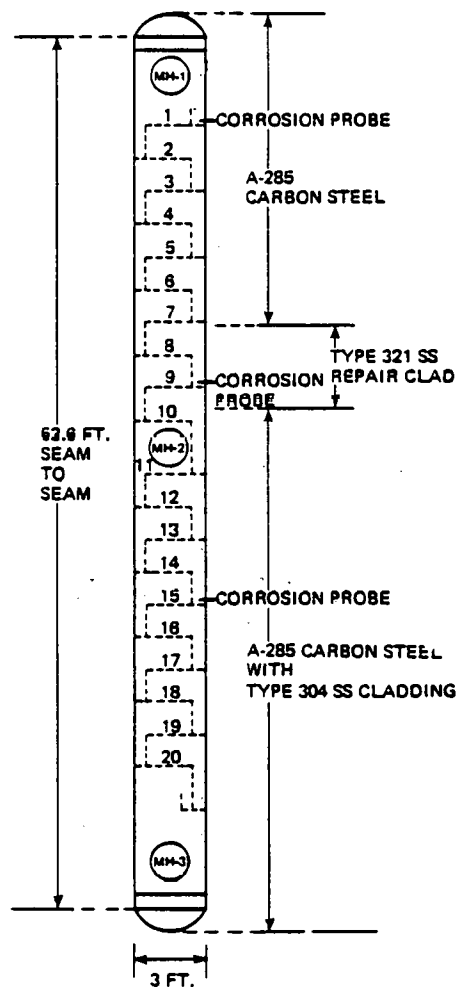 MH-1
1
CORROSION PROBE
2
3
A-285
CARBON STEEL
4
5
6
7
8
TYPE 321 SS
REPAIR CLAD
9
CORROSION
PROBE
10
MH-2
11
62.6 FT.
SEAM
TO
SEAM
12
13
14
15
CORROSION PROBE
16
A-285 CARBON STEEL
WITH
TYPE 304 SS CLADDING
17
18
19
20
MH-3
3 FT.